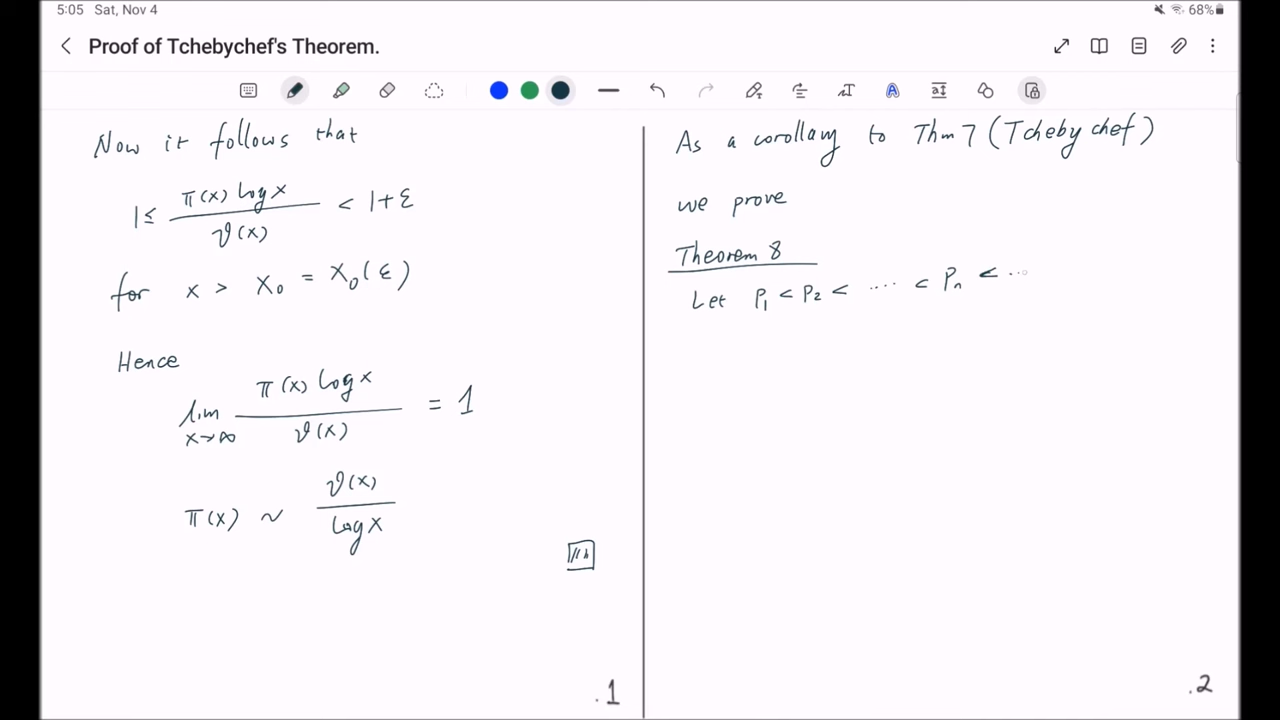 5:05 Sat, Nov 4
68%
Proof of Tchebychef's Theorem.
Now it follows that
1 ≤ π(x) log x / ϑ(x) < 1+ε
for x > x₀ = x₀(ε)
Hence
lim x→∞ π(x) log x / ϑ(x) = 1
π(x) ~ ϑ(x) / log x
.1
As a corollary to Thm 7 (Tchebychef)
we prove
Theorem 8
Let P₁ < P₂ < ..... < Pₙ < ...
.2